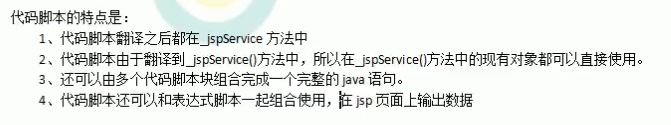 代码脚本的特点是：
1、代码脚本翻译之后都在_jspService 方法中
2、代码脚本由于翻译到_jspService()方法中，所以在_jspService()方法中的现有对象都可以直接使用。
3、还可以由多个代码脚本块组合完成一个完整的 java 语句。
4、代码脚本还可以和表达式脚本一起组合使用，在 jsp 页面上输出数据